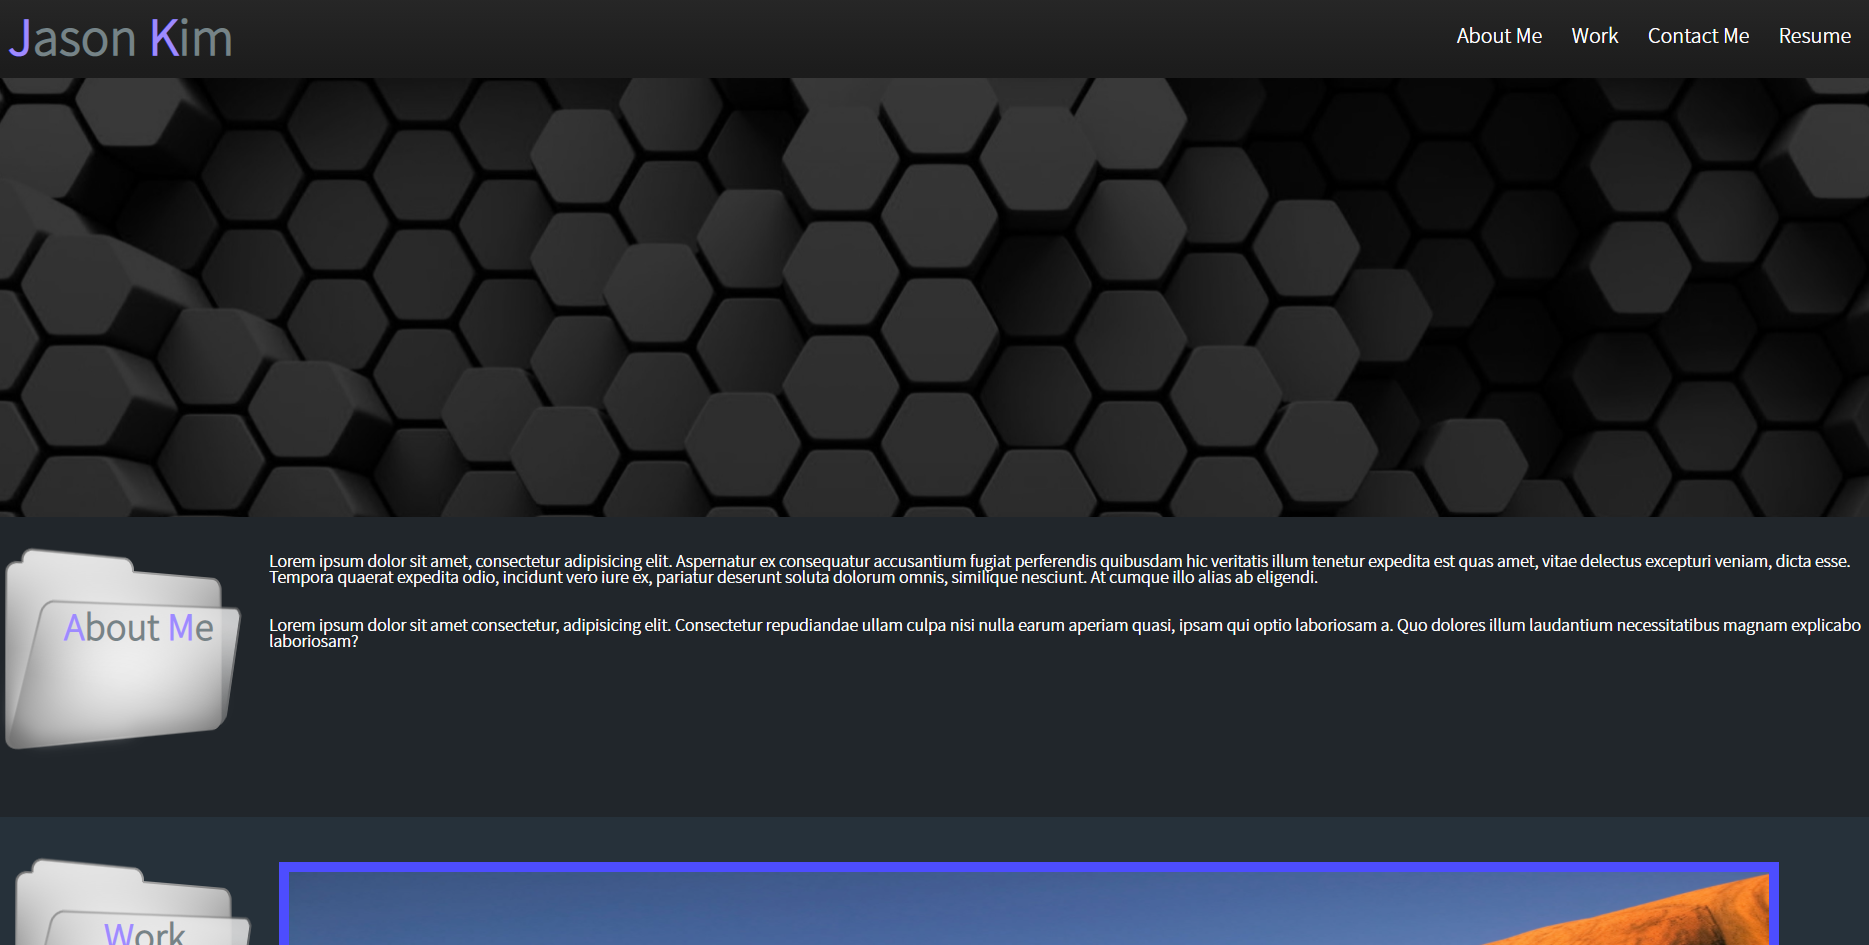 Jason Kim
About Me Work Contact Me Resume
About Me
Lorem ipsum dolor sit amet, consectetur adipisicing elit. Aspernatur ex consequatur accusantium fugiat perferendis quibusdam hic veritatis illum tenetur expedita est quas amet, vitae delectus excepturi veniam, dicta esse.
Tempora quaerat expedita odio, incidunt vero iure ex, pariatur deserunt soluta dolorum omnis, similique nesciunt. At cumque illo alias ab eligendi.
Lorem ipsum dolor sit amet consectetur, adipisicing elit. Consectetur repudiandae ullam culpa nisi nulla earum aperiam quasi, ipsam qui optio laboriosam a. Quo dolores illum laudantium necessitatibus magnam explicabo
laboriosam?
Work